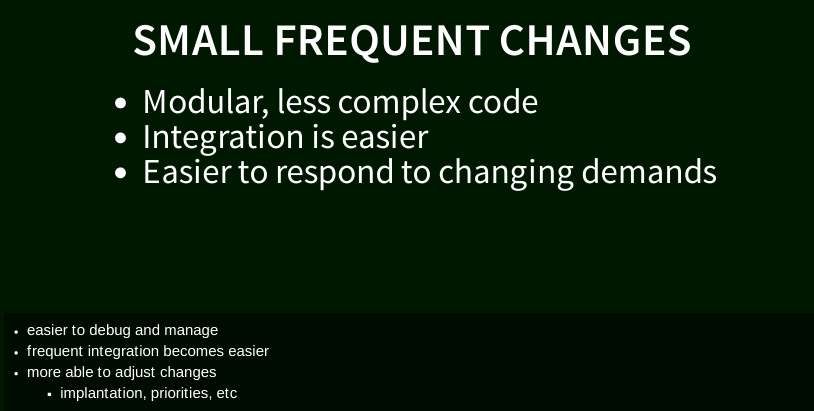 SMALL FREQUENT CHANGES
Modular, less complex code
Integration is easier
Easier to respond to changing demands
easier to debug and manage
frequent integration becomes easier
more able to adjust changes
implantation, priorities, etc